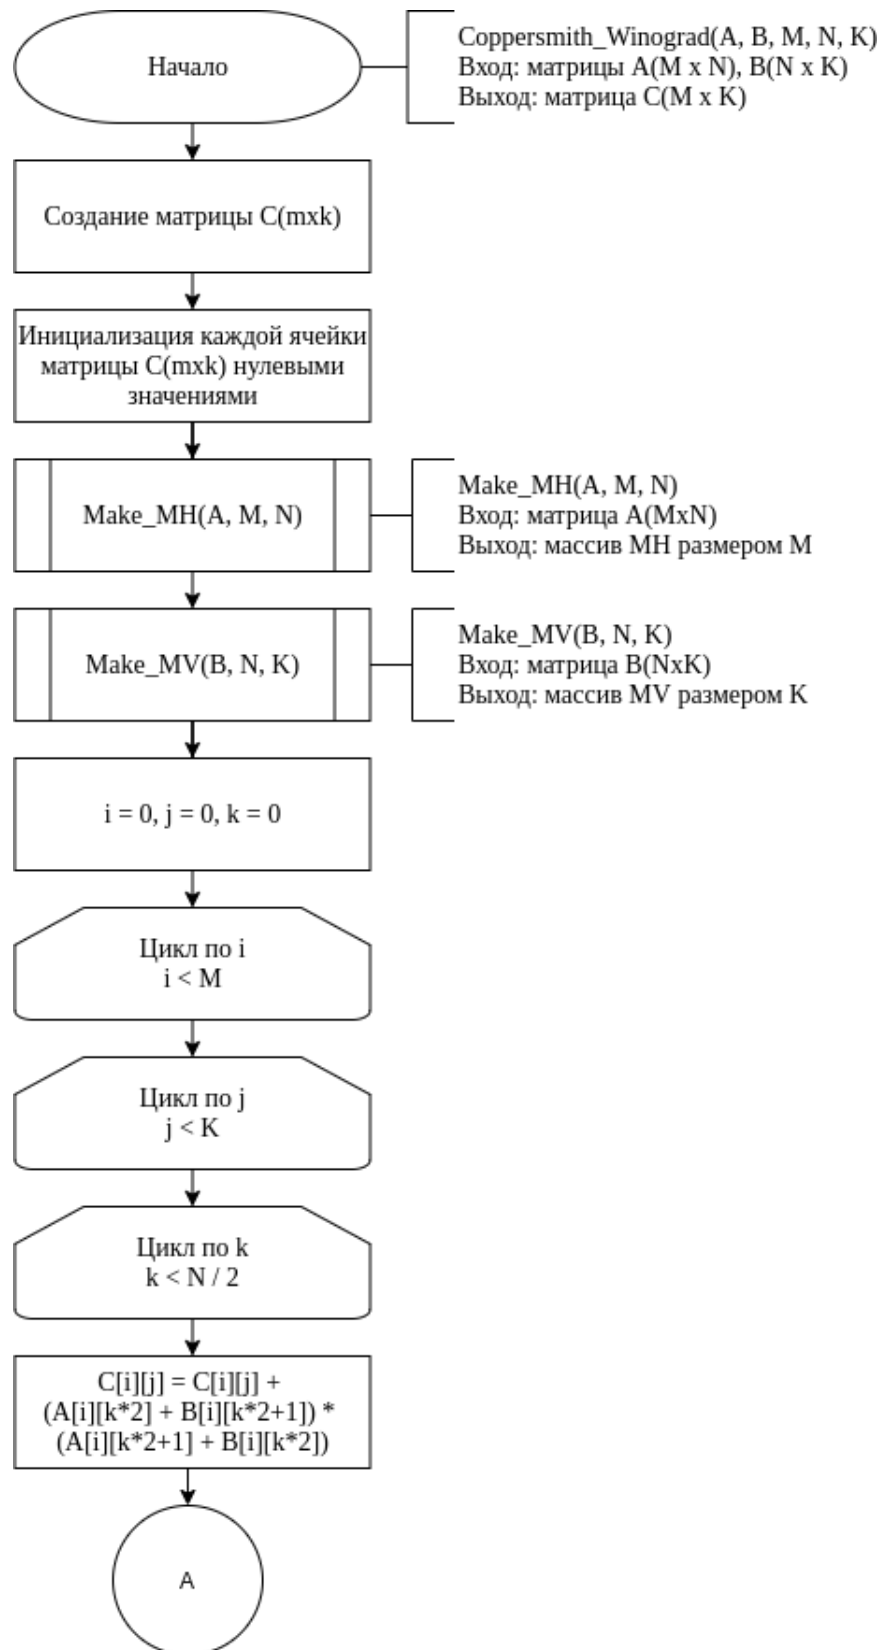 Начало
Coppersmith_Winograd(A, B, M, N, K)
Вход: матрицы A(M x N), B(N x K)
Выход: матрица C(M x K)
Создание матрицы C(mxk)
Инициализация каждой ячейки
матрицы C(mxk) нулевыми
значениями
Make_MH(A, M, N)
Make_MH(A, M, N)
Вход: матрица A(MxN)
Выход: массив MH размером M
Make_MV(B, N, K)
Make_MV(B, N, K)
Вход: матрица B(NxK)
Выход: массив MV размером K
i = 0, j = 0, k = 0
Цикл по i
i < M
Цикл по j
j < K
Цикл по k
k < N / 2
C[i][j] = C[i][j] +
(A[i][k*2] + B[i][k*2+1]) *
(A[i][k*2+1] + B[i][k*2])
A